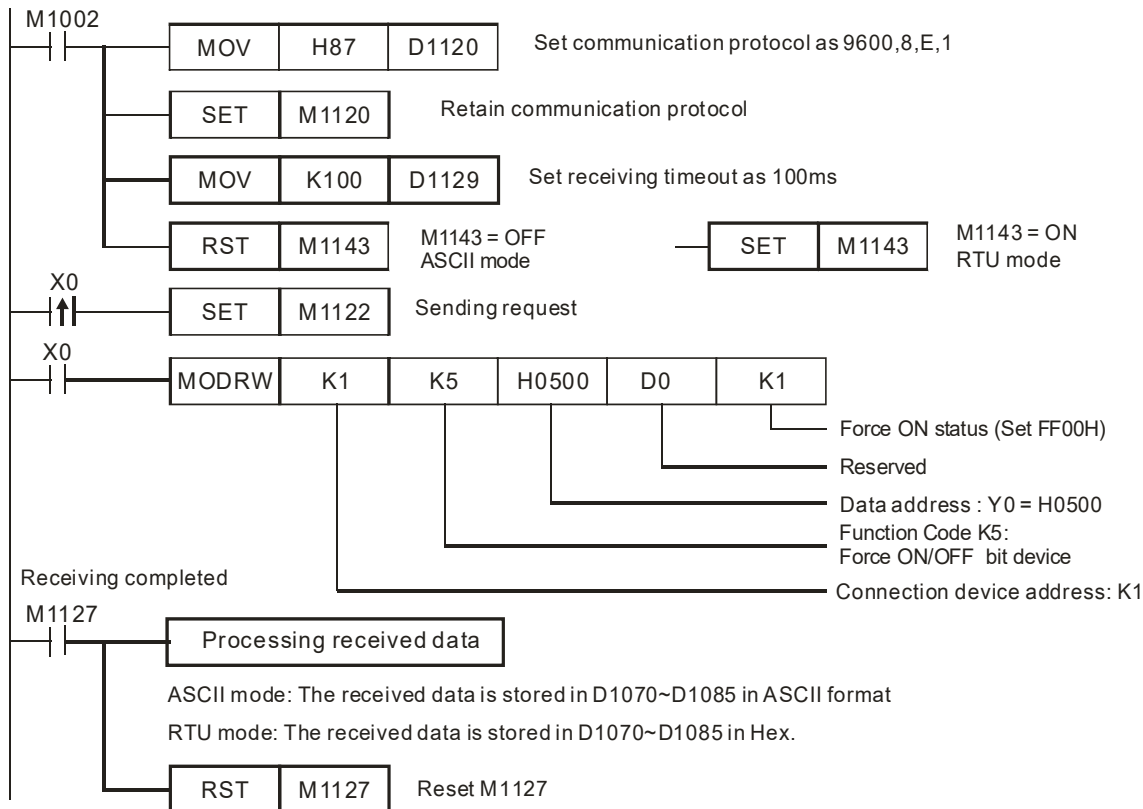 M1002
MOV H87 D1120 Set communication protocol as 9600,8,E,1
SET M1120 Retain communication protocol
MOV K100 D1129 Set receiving timeout as 100ms
RST M1143 M1143 = OFF
ASCII mode
SET M1143 M1143 = ON
RTU mode
X0
SET M1122 Sending request
X0
MODRW K1 K5 H0500 D0 K1
Force ON status (Set FF00H)
Reserved
Data address : Y0 = H0500
Function Code K5:
Force ON/OFF bit device
Connection device address: K1
Receiving completed
M1127
Processing received data
ASCII mode: The received data is stored in D1070~D1085 in ASCII format
RTU mode: The received data is stored in D1070~D1085 in Hex.
RST M1127 Reset M1127